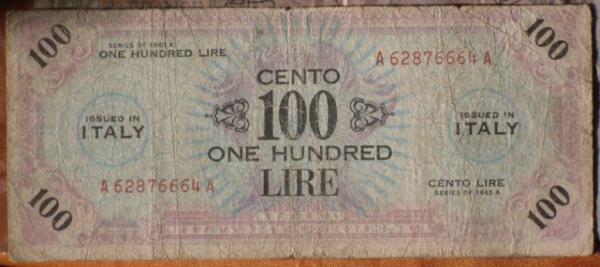 100
SERIES OF 1943 A
ONE HUNDRED LIRE
A 62876664 A
100
CENTO
100
ONE HUNDRED
LIRE
ISSUED IN
ITALY
ISSUED IN
ITALY
A 62876664 A
CENTO LIRE
SERIES OF 1943 A
100
100